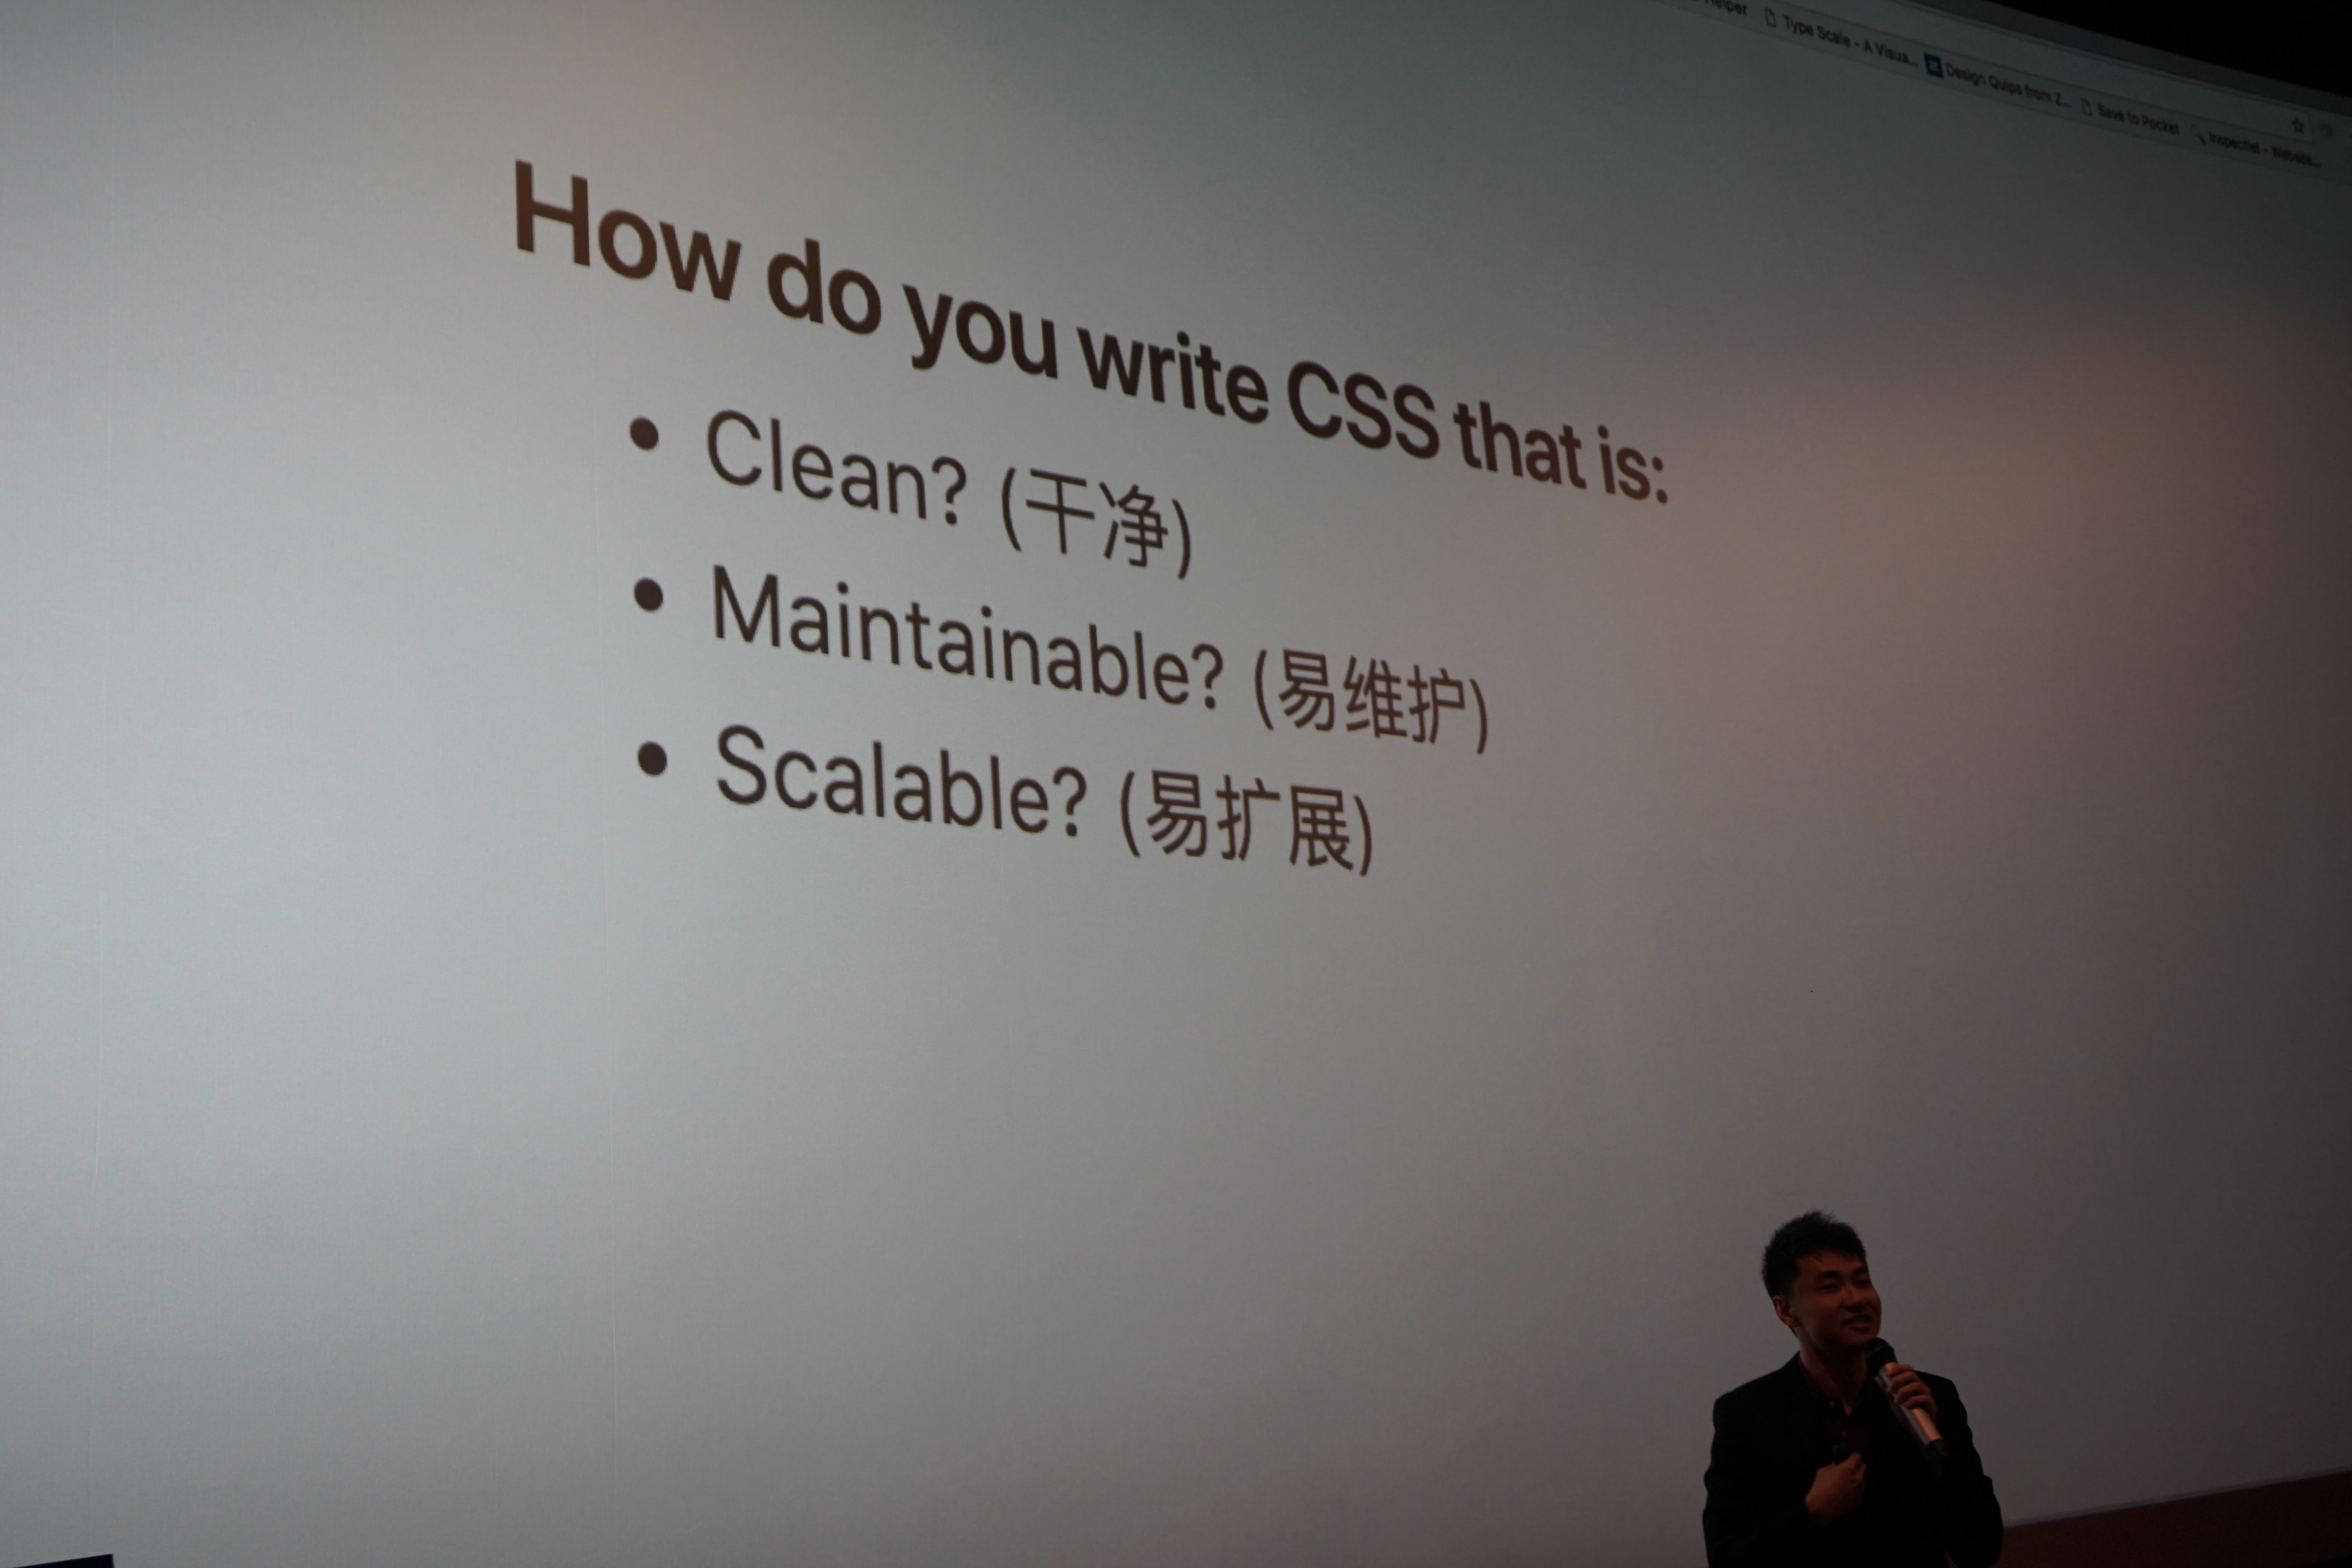 Helper Type Scale - A Visua... Design Quips from Z... Save to Pocket Inspectlet - Website...
How do you write CSS that is:
• Clean? (干净)
• Maintainable? (易维护)
• Scalable? (易扩展)